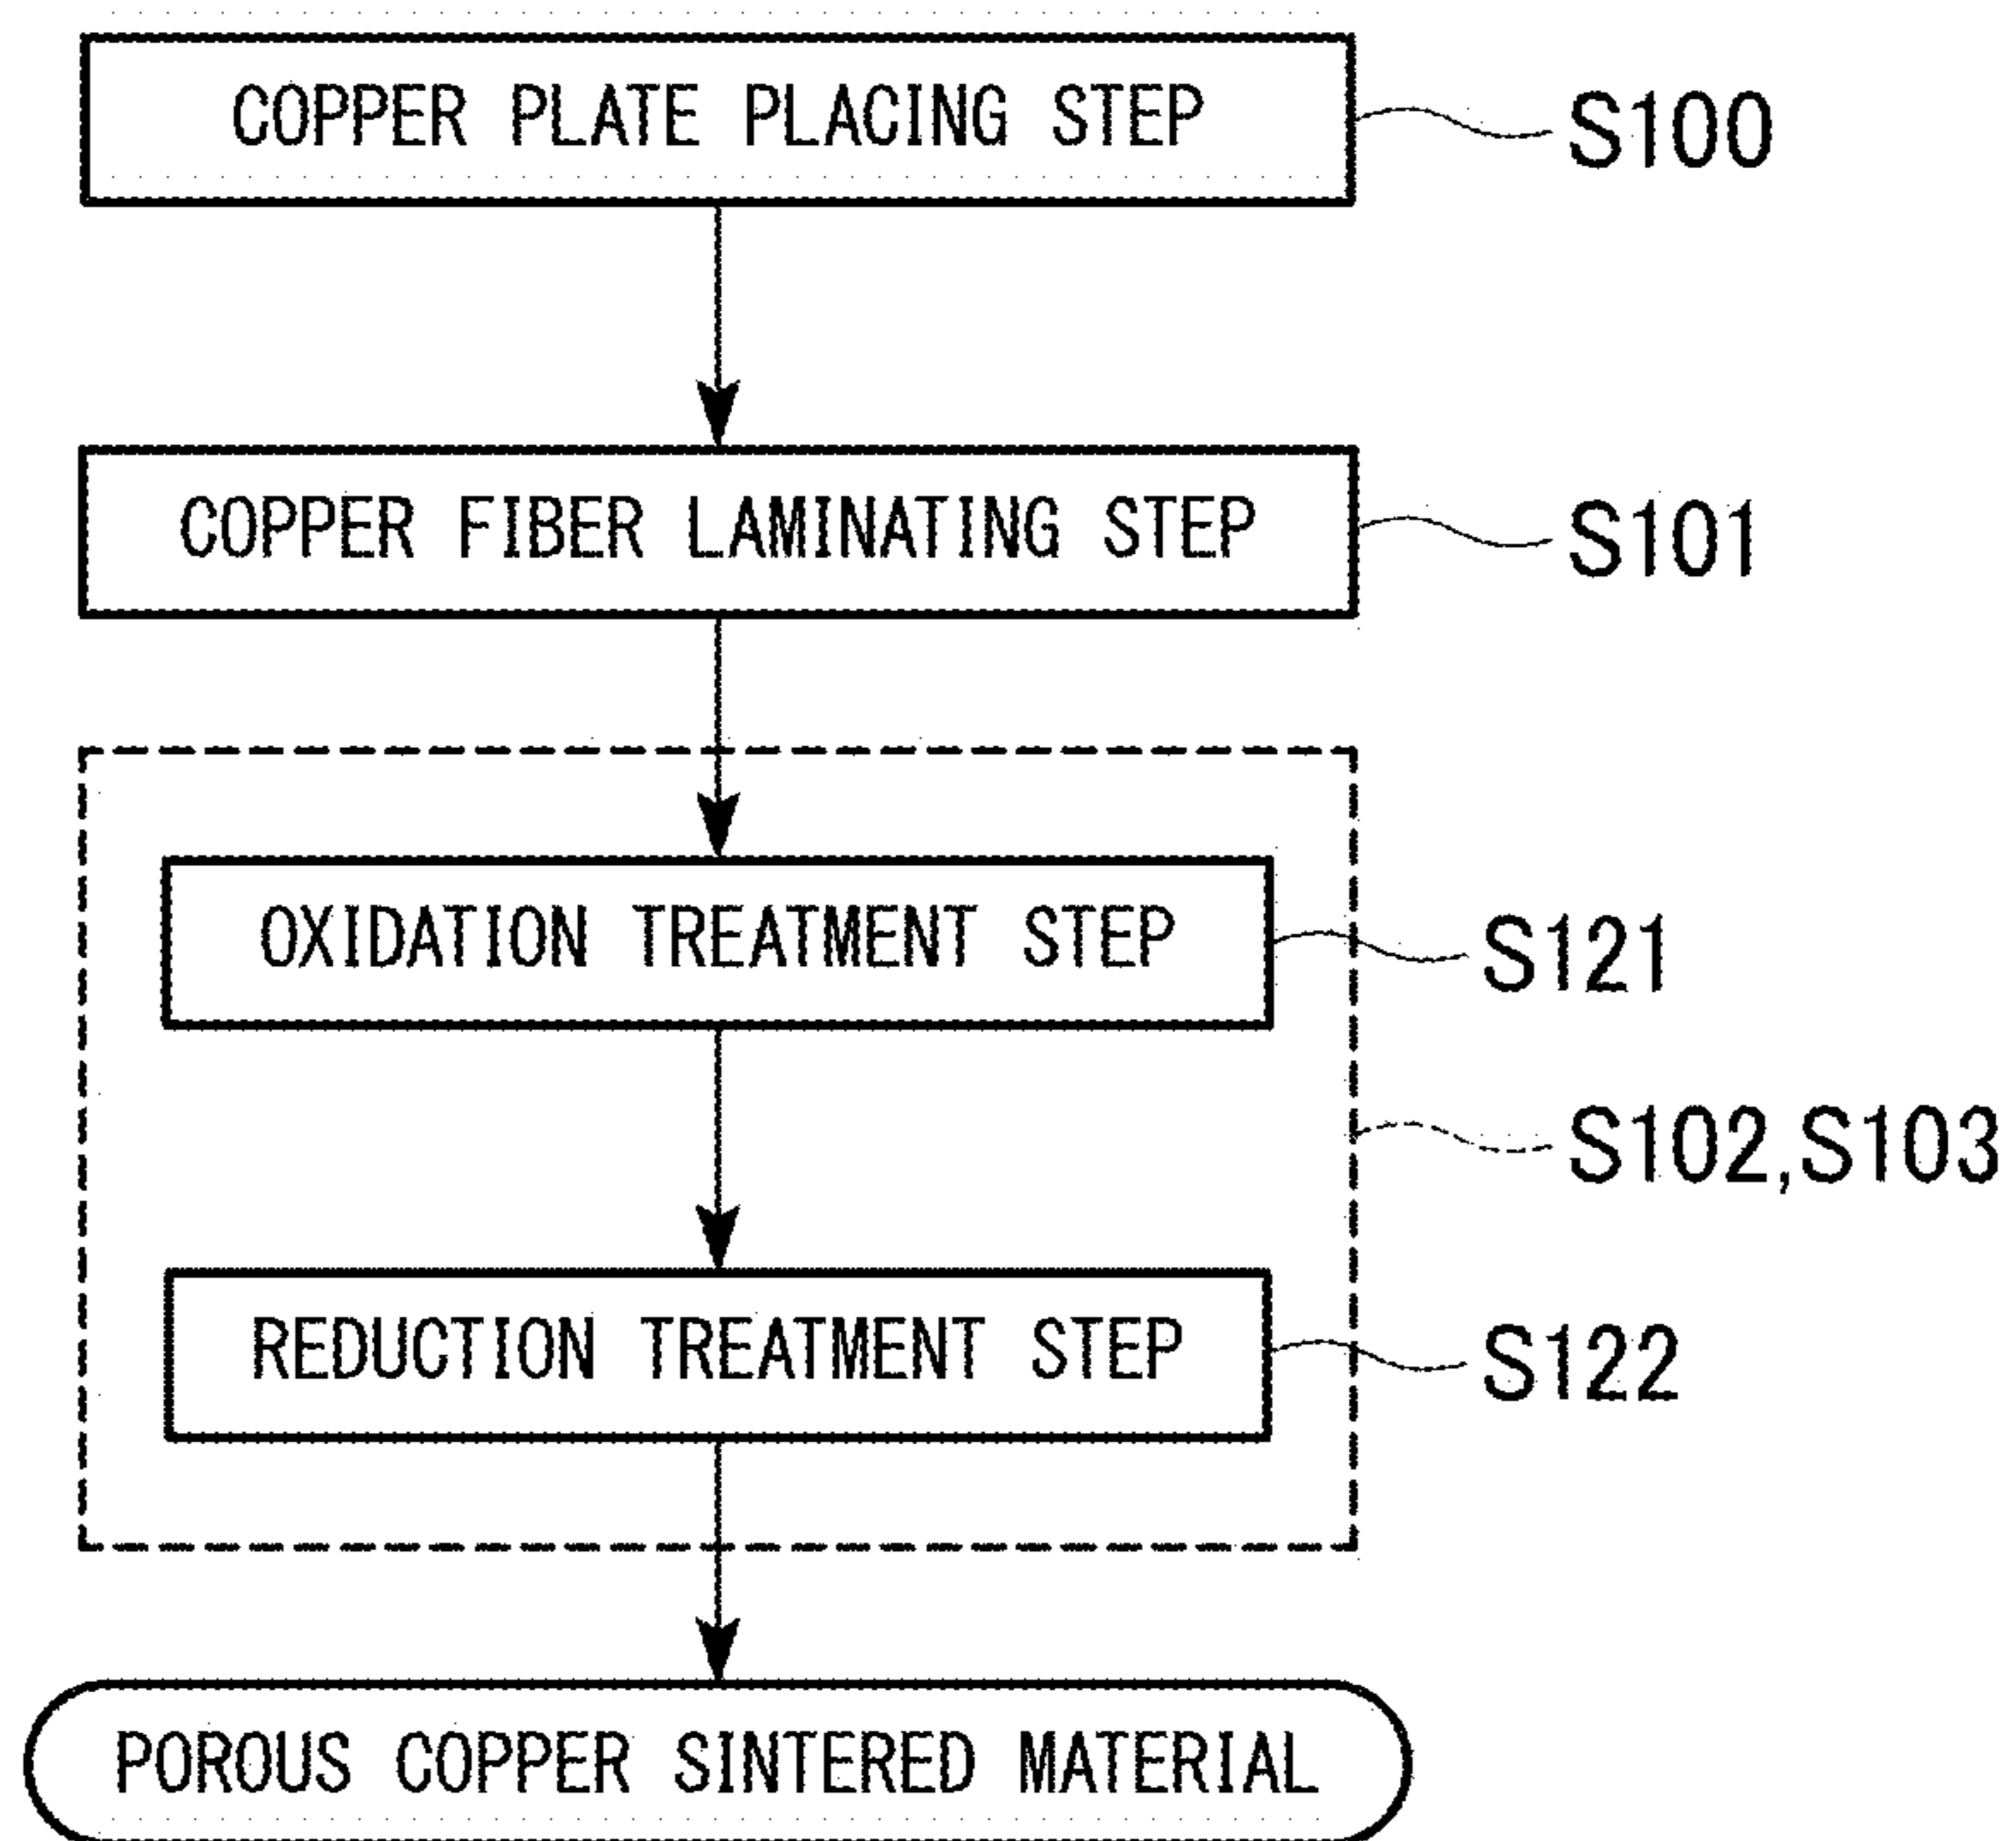 COPPER PLATE PLACING STEP
S100
COPPER FIBER LAMINATING STEP
S101
OXIDATION TREATMENT STEP
S121
S102,S103
REDUCTION TREATMENT STEP
S122
POROUS COPPER SINTERED MATERIAL